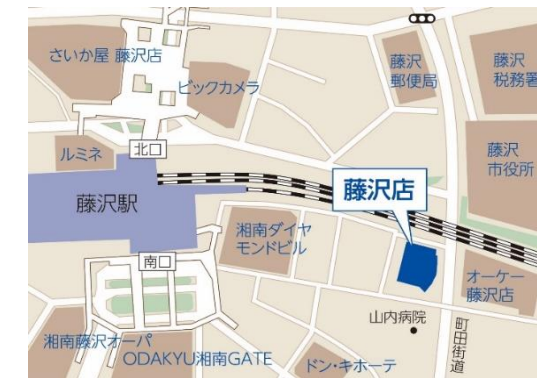 さいか屋 藤沢店
ビックカメラ
藤沢
郵便局
藤沢
税務署
ルミネ
北口
藤沢
市役所
藤沢店
藤沢駅
湘南ダイヤ
モンドビル
南口
オーケー
藤沢店
山内病院
町田街道
湘南藤沢オーパ
ODAKYU湘南GATE
ドン・キホーテ